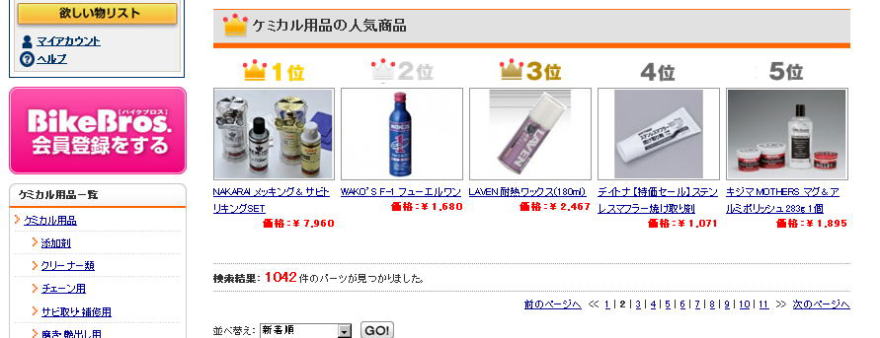 欲しい物リスト
マイアカウント
ヘルプ
BikeBros.
[バイクブロス]
会員登録をする
ケミカル用品一覧
ケミカル用品
添加剤
クリーナー類
チェーン用
サビ取り・補修用
磨き・艶出し用
ケミカル用品の人気商品
1位
2位
3位
4位
5位
NAKARAI メッキング& サビトリキングSET
価格:¥ 7,960
WAKO'S F-1 フューエルワン
価格:¥ 1,680
LAVEN 耐熱ワックス(180ml)
価格:¥ 2,467
デイトナ【特価セール】ステンレスマフラー焼け取り剤
価格:¥ 1,071
キジマ MOTHERS マグ&アルミポリッシュ 283g 1個
価格:¥ 1,895
検索結果: 1042 件のパーツが見つかりました。
前のページへ ≪ 1 | 2 | 3 | 4 | 5 | 6 | 7 | 8 | 9 | 10 | 11 ≫ 次のページへ
並べ替え: 新着順 GO!